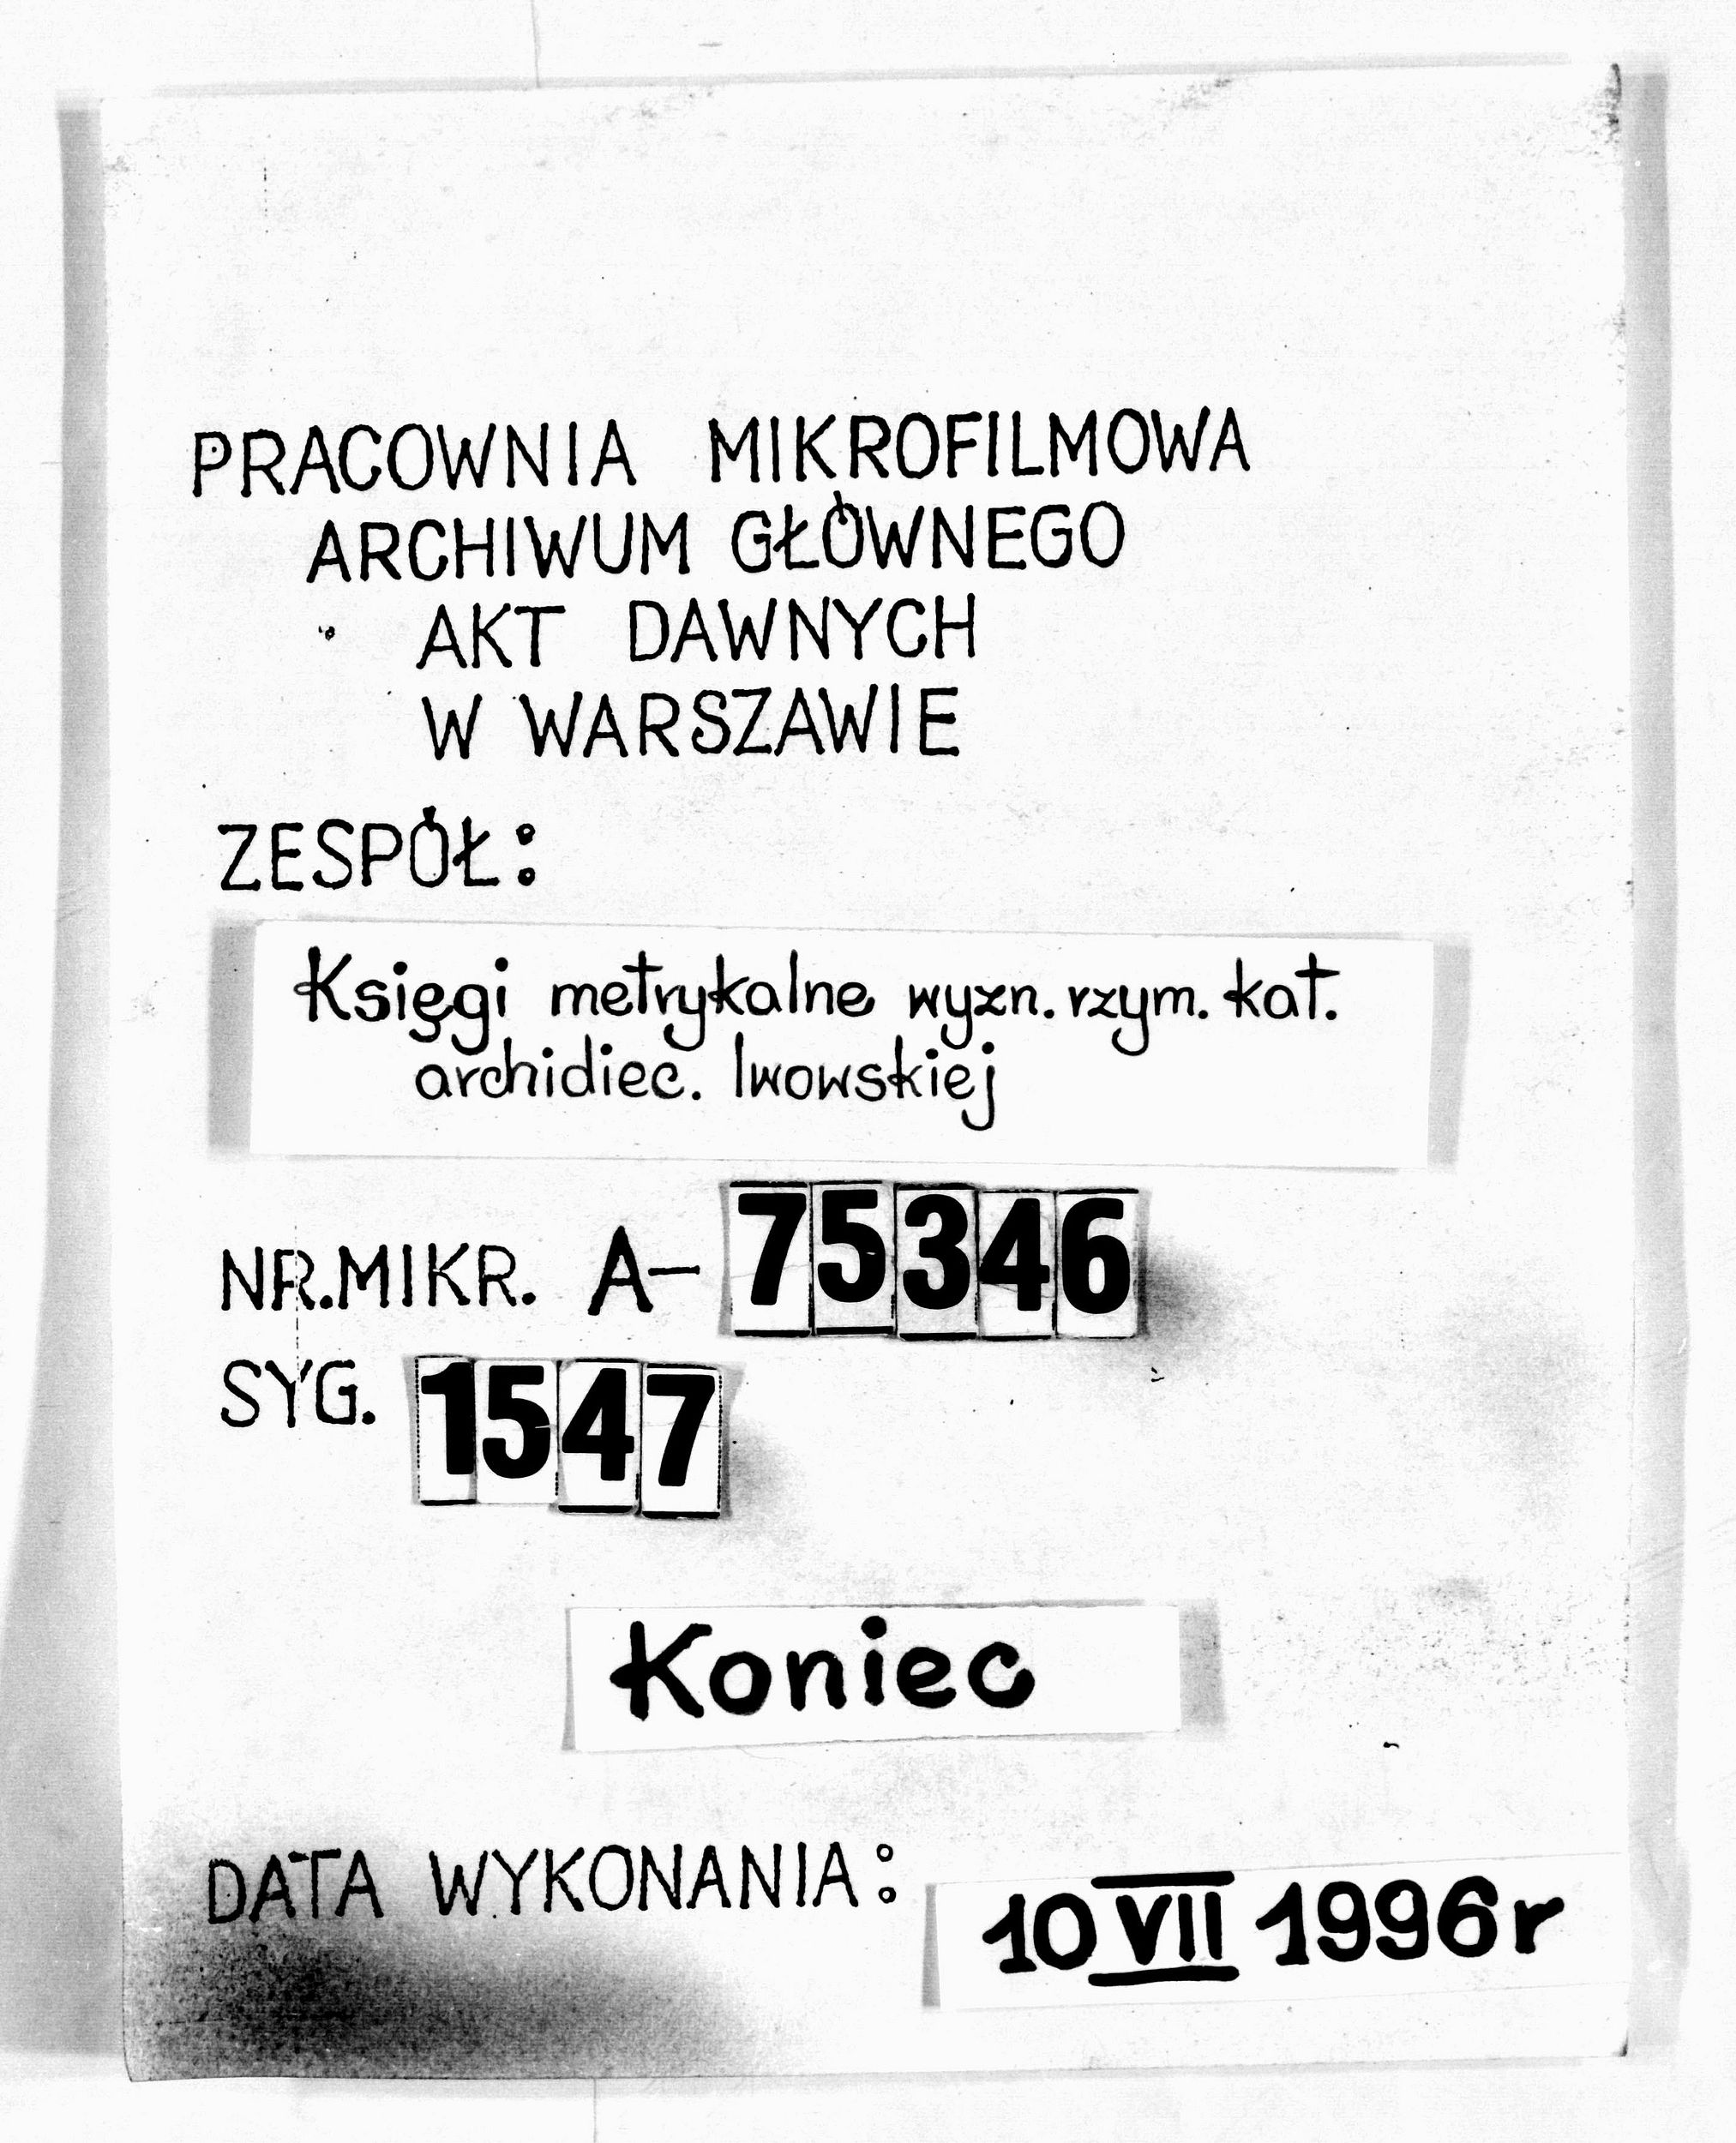 PRACOWNIA MIKROFILMOWA
ARCHIWUM GŁÓWNEGO
AKT DAWNYCH
W WARSZAWIE
ZESPÓŁ:
Księgi metrykalne wyzn. rzym. kat.
archidiec. lwowskiej
NR.MIKR. A- 75346
SYG. 1547
Koniec
DATA WYKONANIA: 10 VII 1996 r